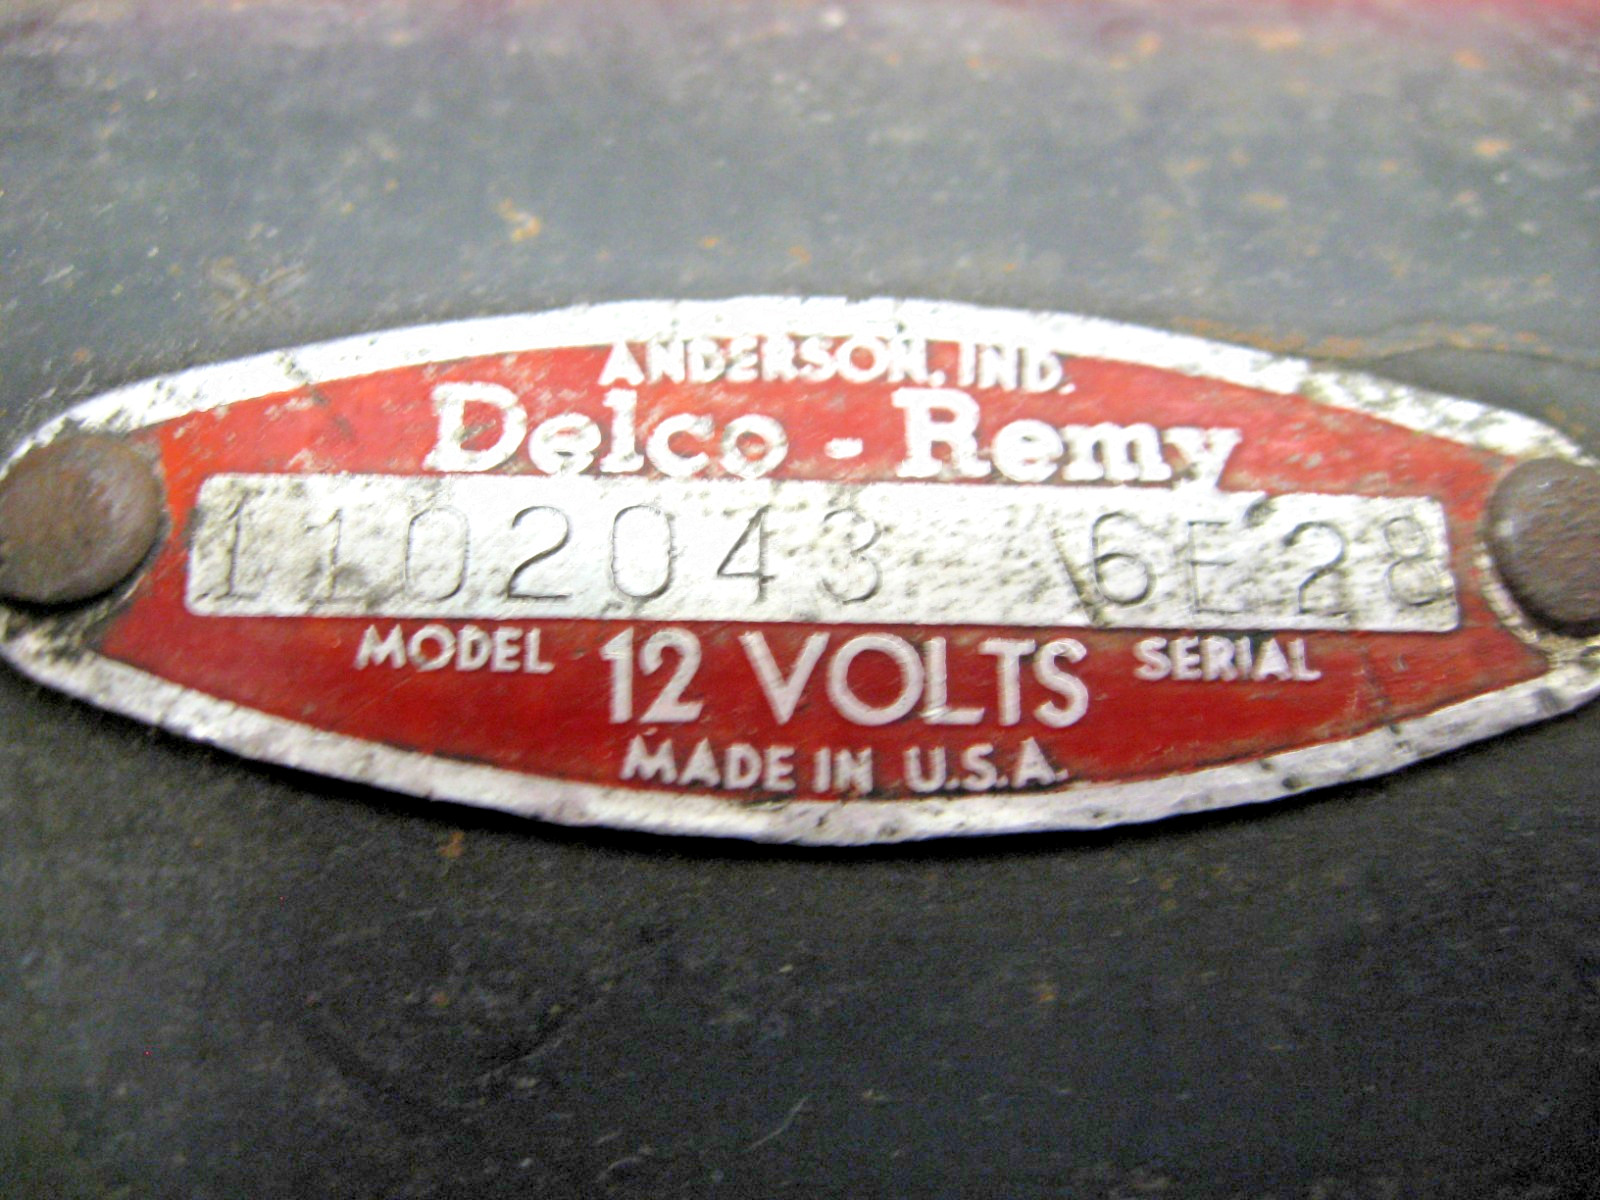 ANDERSON, IND.
Delco - Remy
1102043 6E28
MODEL 12 VOLTS SERIAL
MADE IN U.S.A.